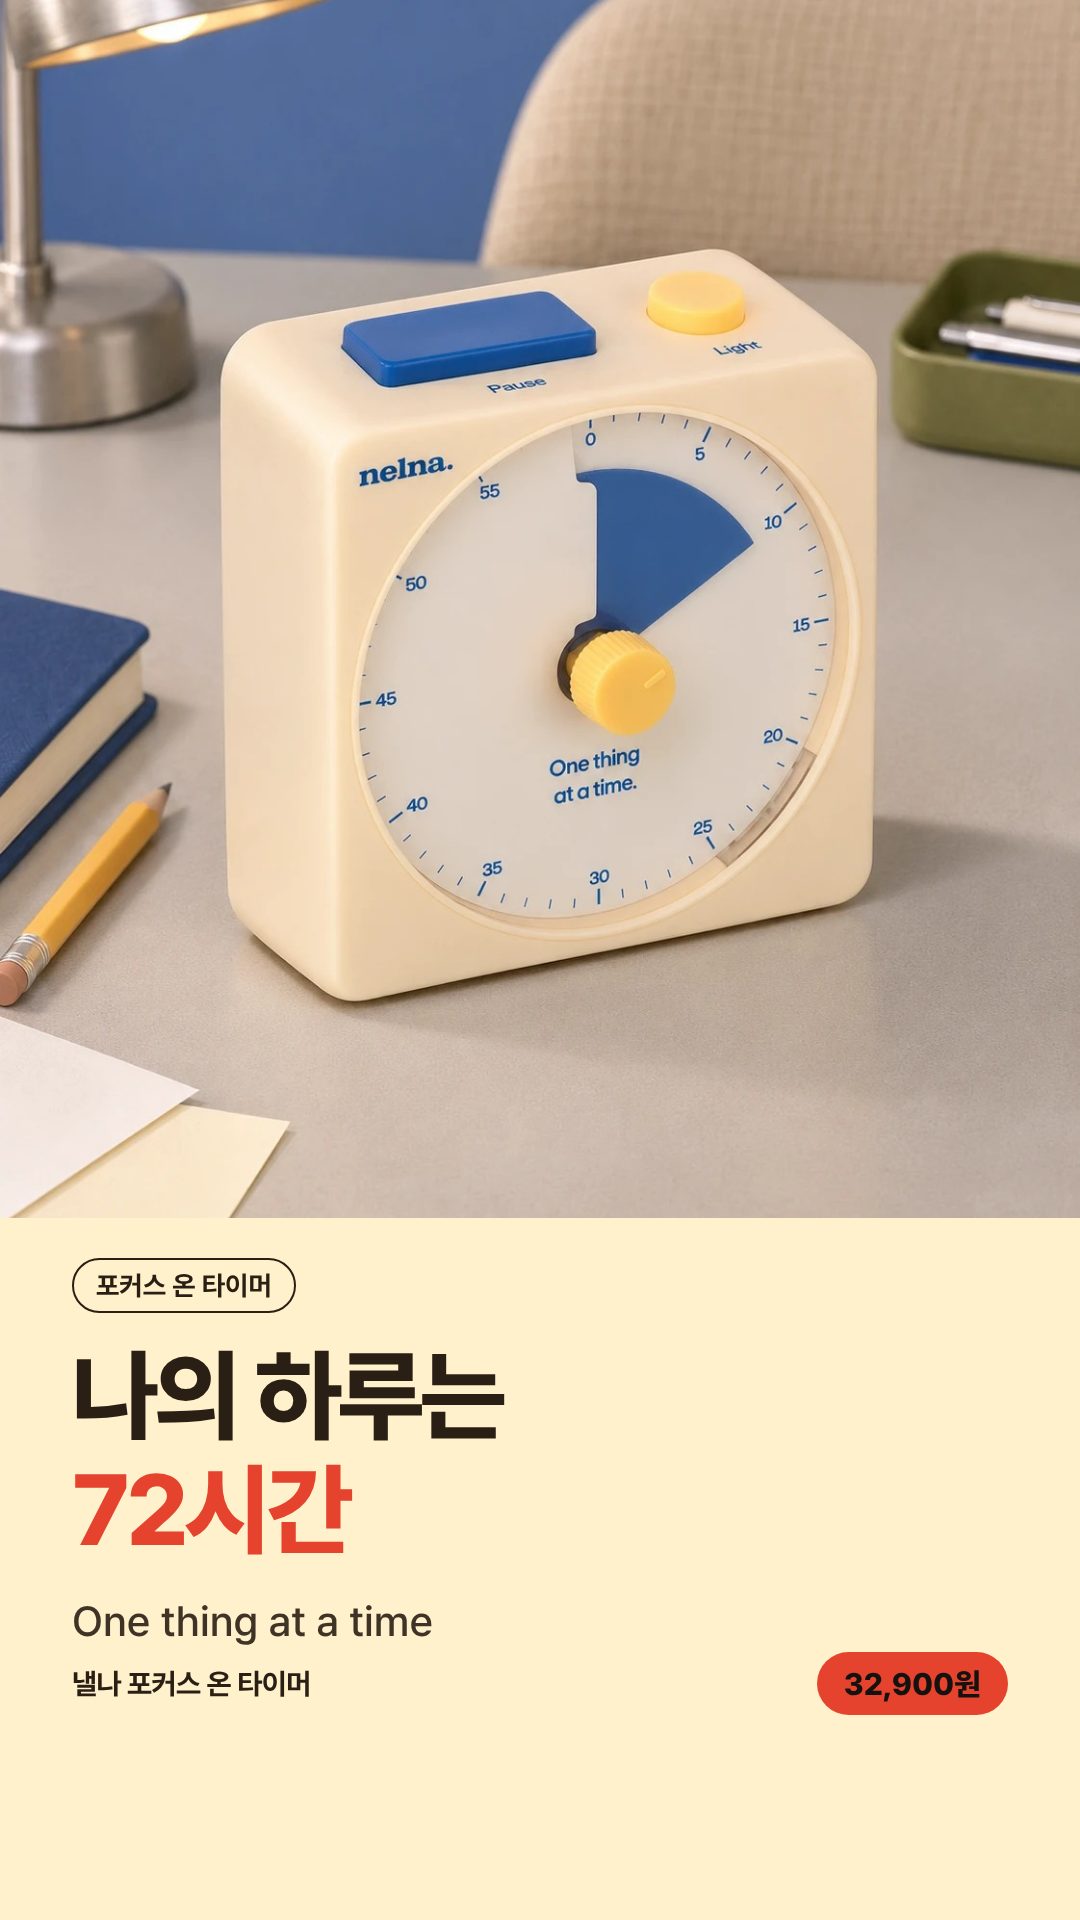 Pause
Light
nelna.
0
5
10
15
20
25
30
35
40
45
50
55
One thing
at a time.
포커스 온 타이머
나의 하루는
72시간
One thing at a time
낼나 포커스 온 타이머
32,900원